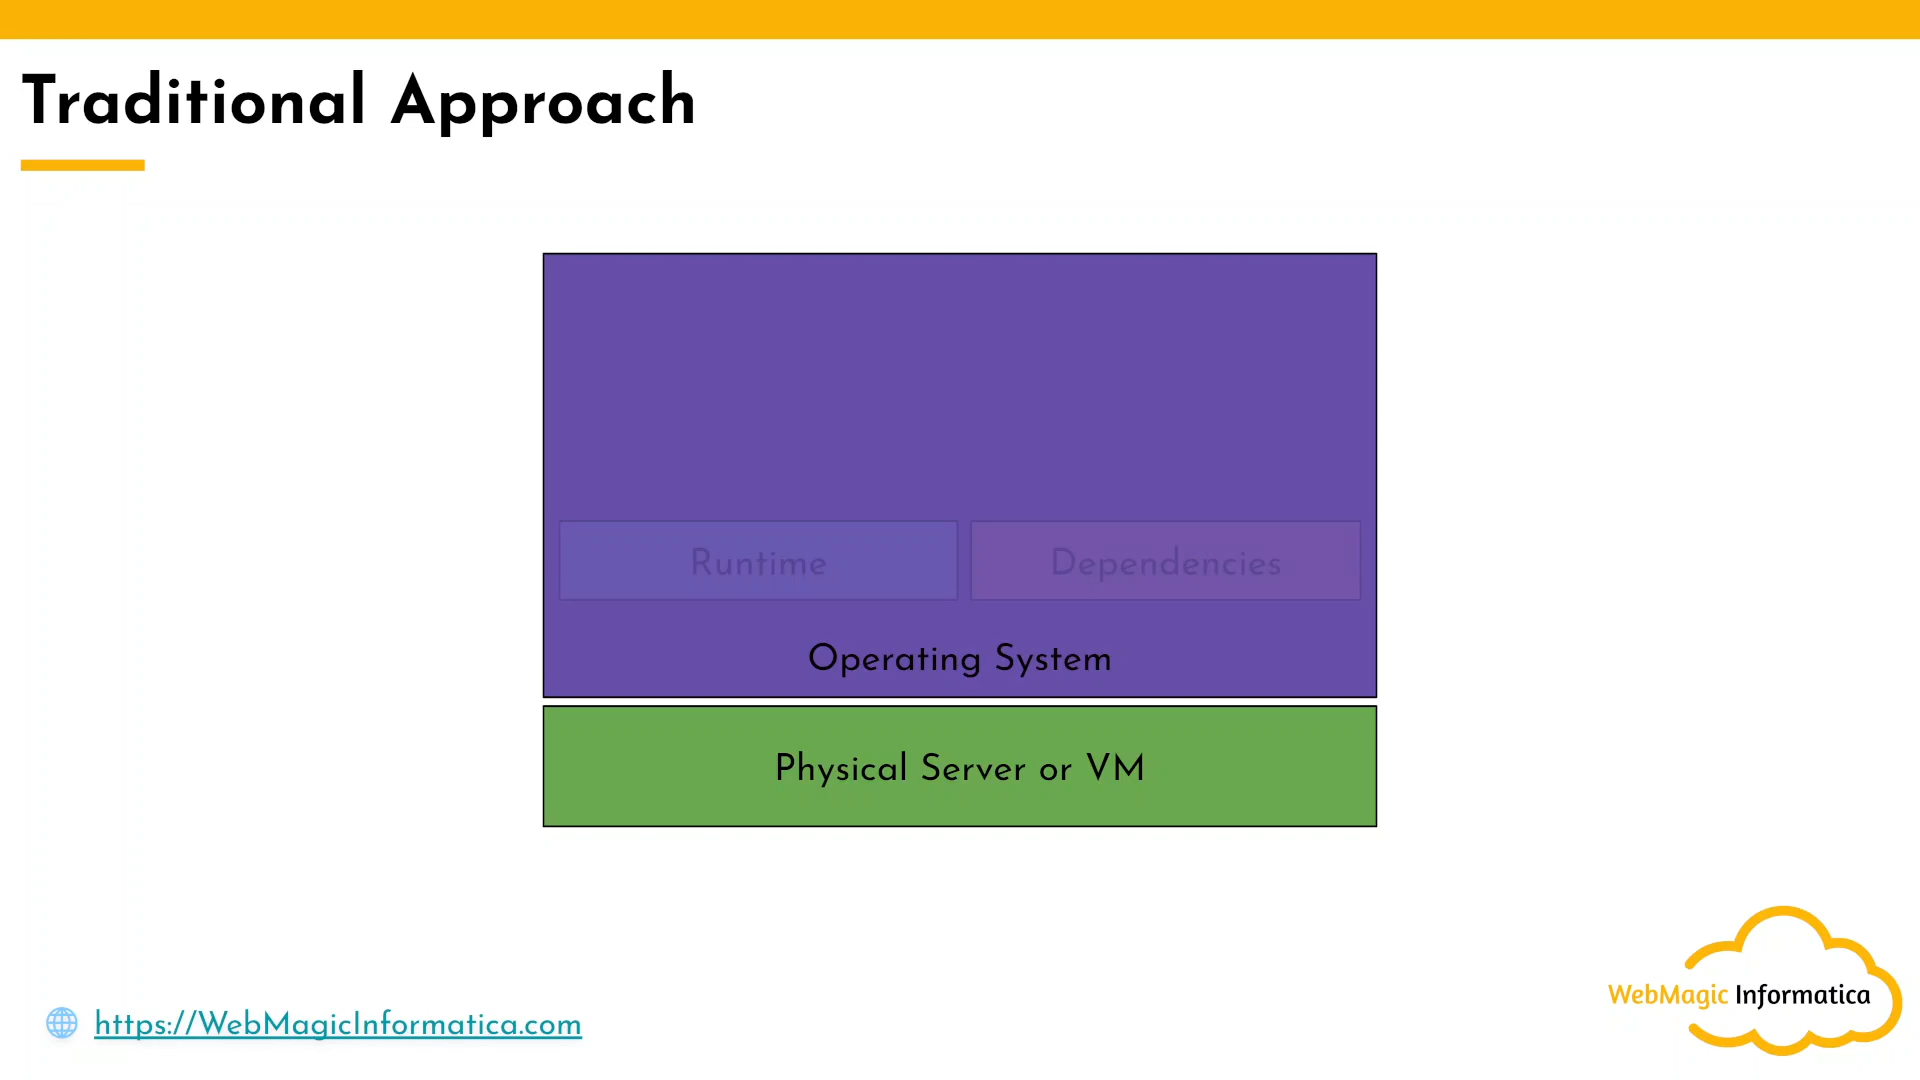 Traditional Approach
Runtime
Dependencies
Operating System
Physical Server or VM
WebMagic Informatica
https://WebMagicInformatica.com